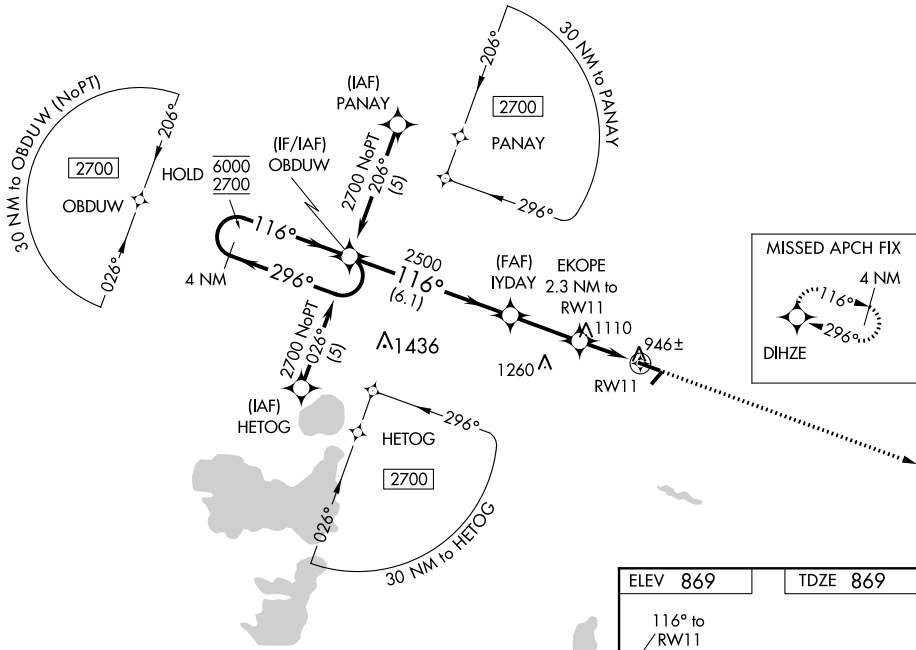 30 NM to OBDUW (NoPT)
206°
2700
OBDUW
026°
HOLD
6000
2700
(IF/IAF)
OBDUW
(IAF)
PANAY
2700 NoPT
206°
(5)
206°
2700
PANAY
296°
30 NM to PANAY
116°
296°
4 NM
2500
116°
(6.1)
(FAF)
IYDAY
EKOPE
2.3 NM to
RW11
1110
946±
1260
RW11
1436
2700 NoPT
026°
(5)
(IAF)
HETOG
MISSED APCH FIX
4 NM
116°
296°
DIHZE
296°
HETOG
2700
026°
30 NM to HETOG
ELEV 869
TDZE 869
116° to
RW11